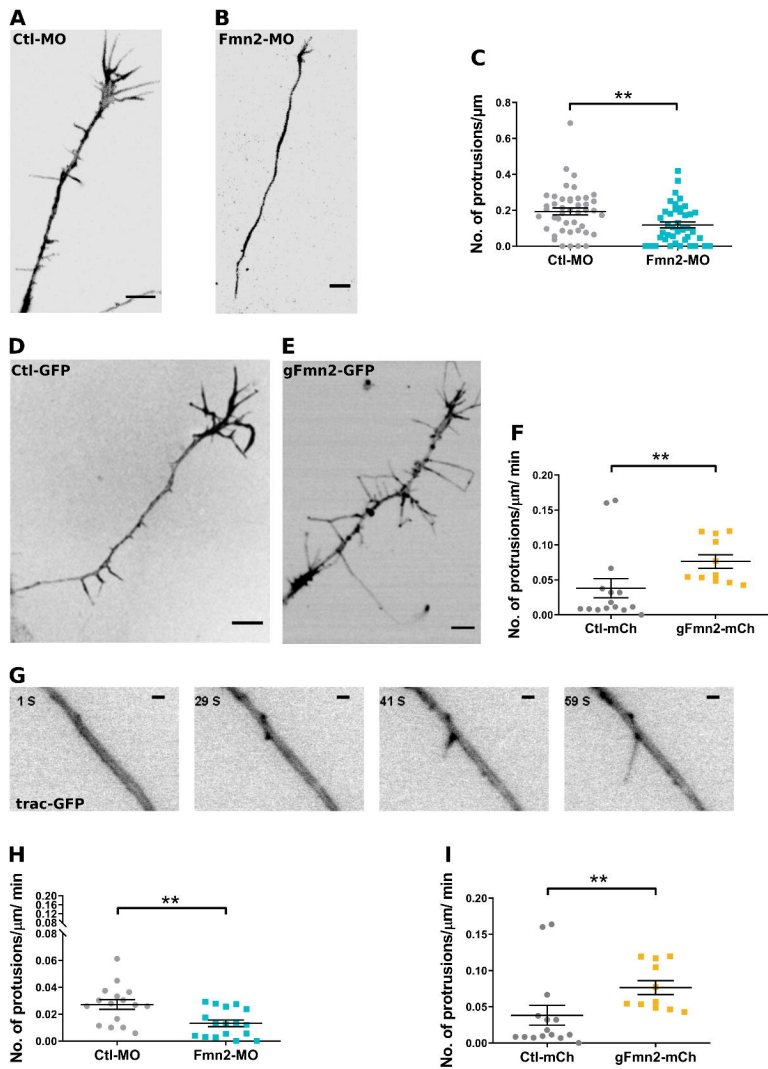 A
Ctl-MO
B
Fmn2-MO
C
No. of protrusions/µm
0.8
0.6
0.4
0.2
0.0
**
Ctl-MO
Fmn2-MO
D
Ctl-GFP
E
gFmn2-GFP
F
No. of protrusions/µm/ min
0.20
0.15
0.10
0.05
0.00
**
Ctl-mCh
gFmn2-mCh
G
1 S
29 S
41 S
59 S
trac-GFP
H
No. of protusions/µm/ min
0.20
0.16
0.12
0.08
0.08
0.06
0.04
0.02
0.00
**
Ctl-MO
Fmn2-MO
I
No. of protrusions/µm/ min
0.20
0.15
0.10
0.05
0.00
**
Ctl-mCh
gFmn2-mCh